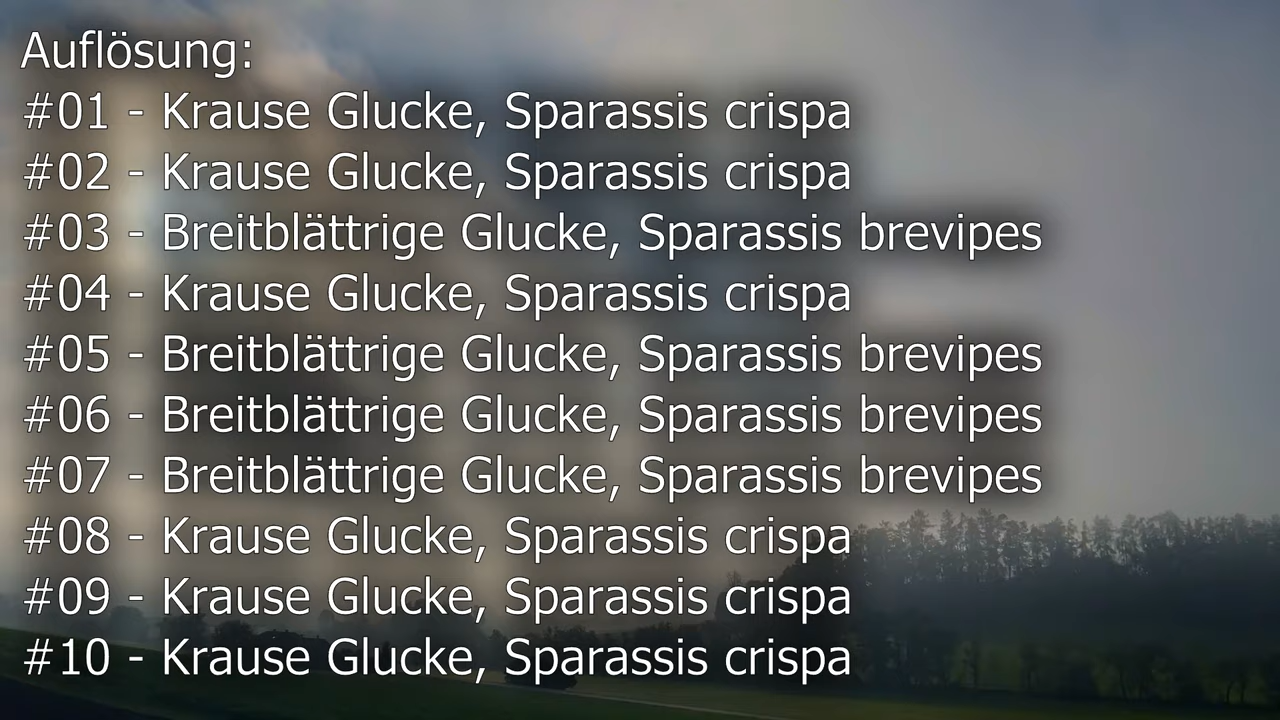 Auflösung:
#01 - Krause Glucke, Sparassis crispa
#02 - Krause Glucke, Sparassis crispa
#03 - Breitblättrige Glucke, Sparassis brevipes
#04 - Krause Glucke, Sparassis crispa
#05 - Breitblättrige Glucke, Sparassis brevipes
#06 - Breitblättrige Glucke, Sparassis brevipes
#07 - Breitblättrige Glucke, Sparassis brevipes
#08 - Krause Glucke, Sparassis crispa
#09 - Krause Glucke, Sparassis crispa
#10 - Krause Glucke, Sparassis crispa